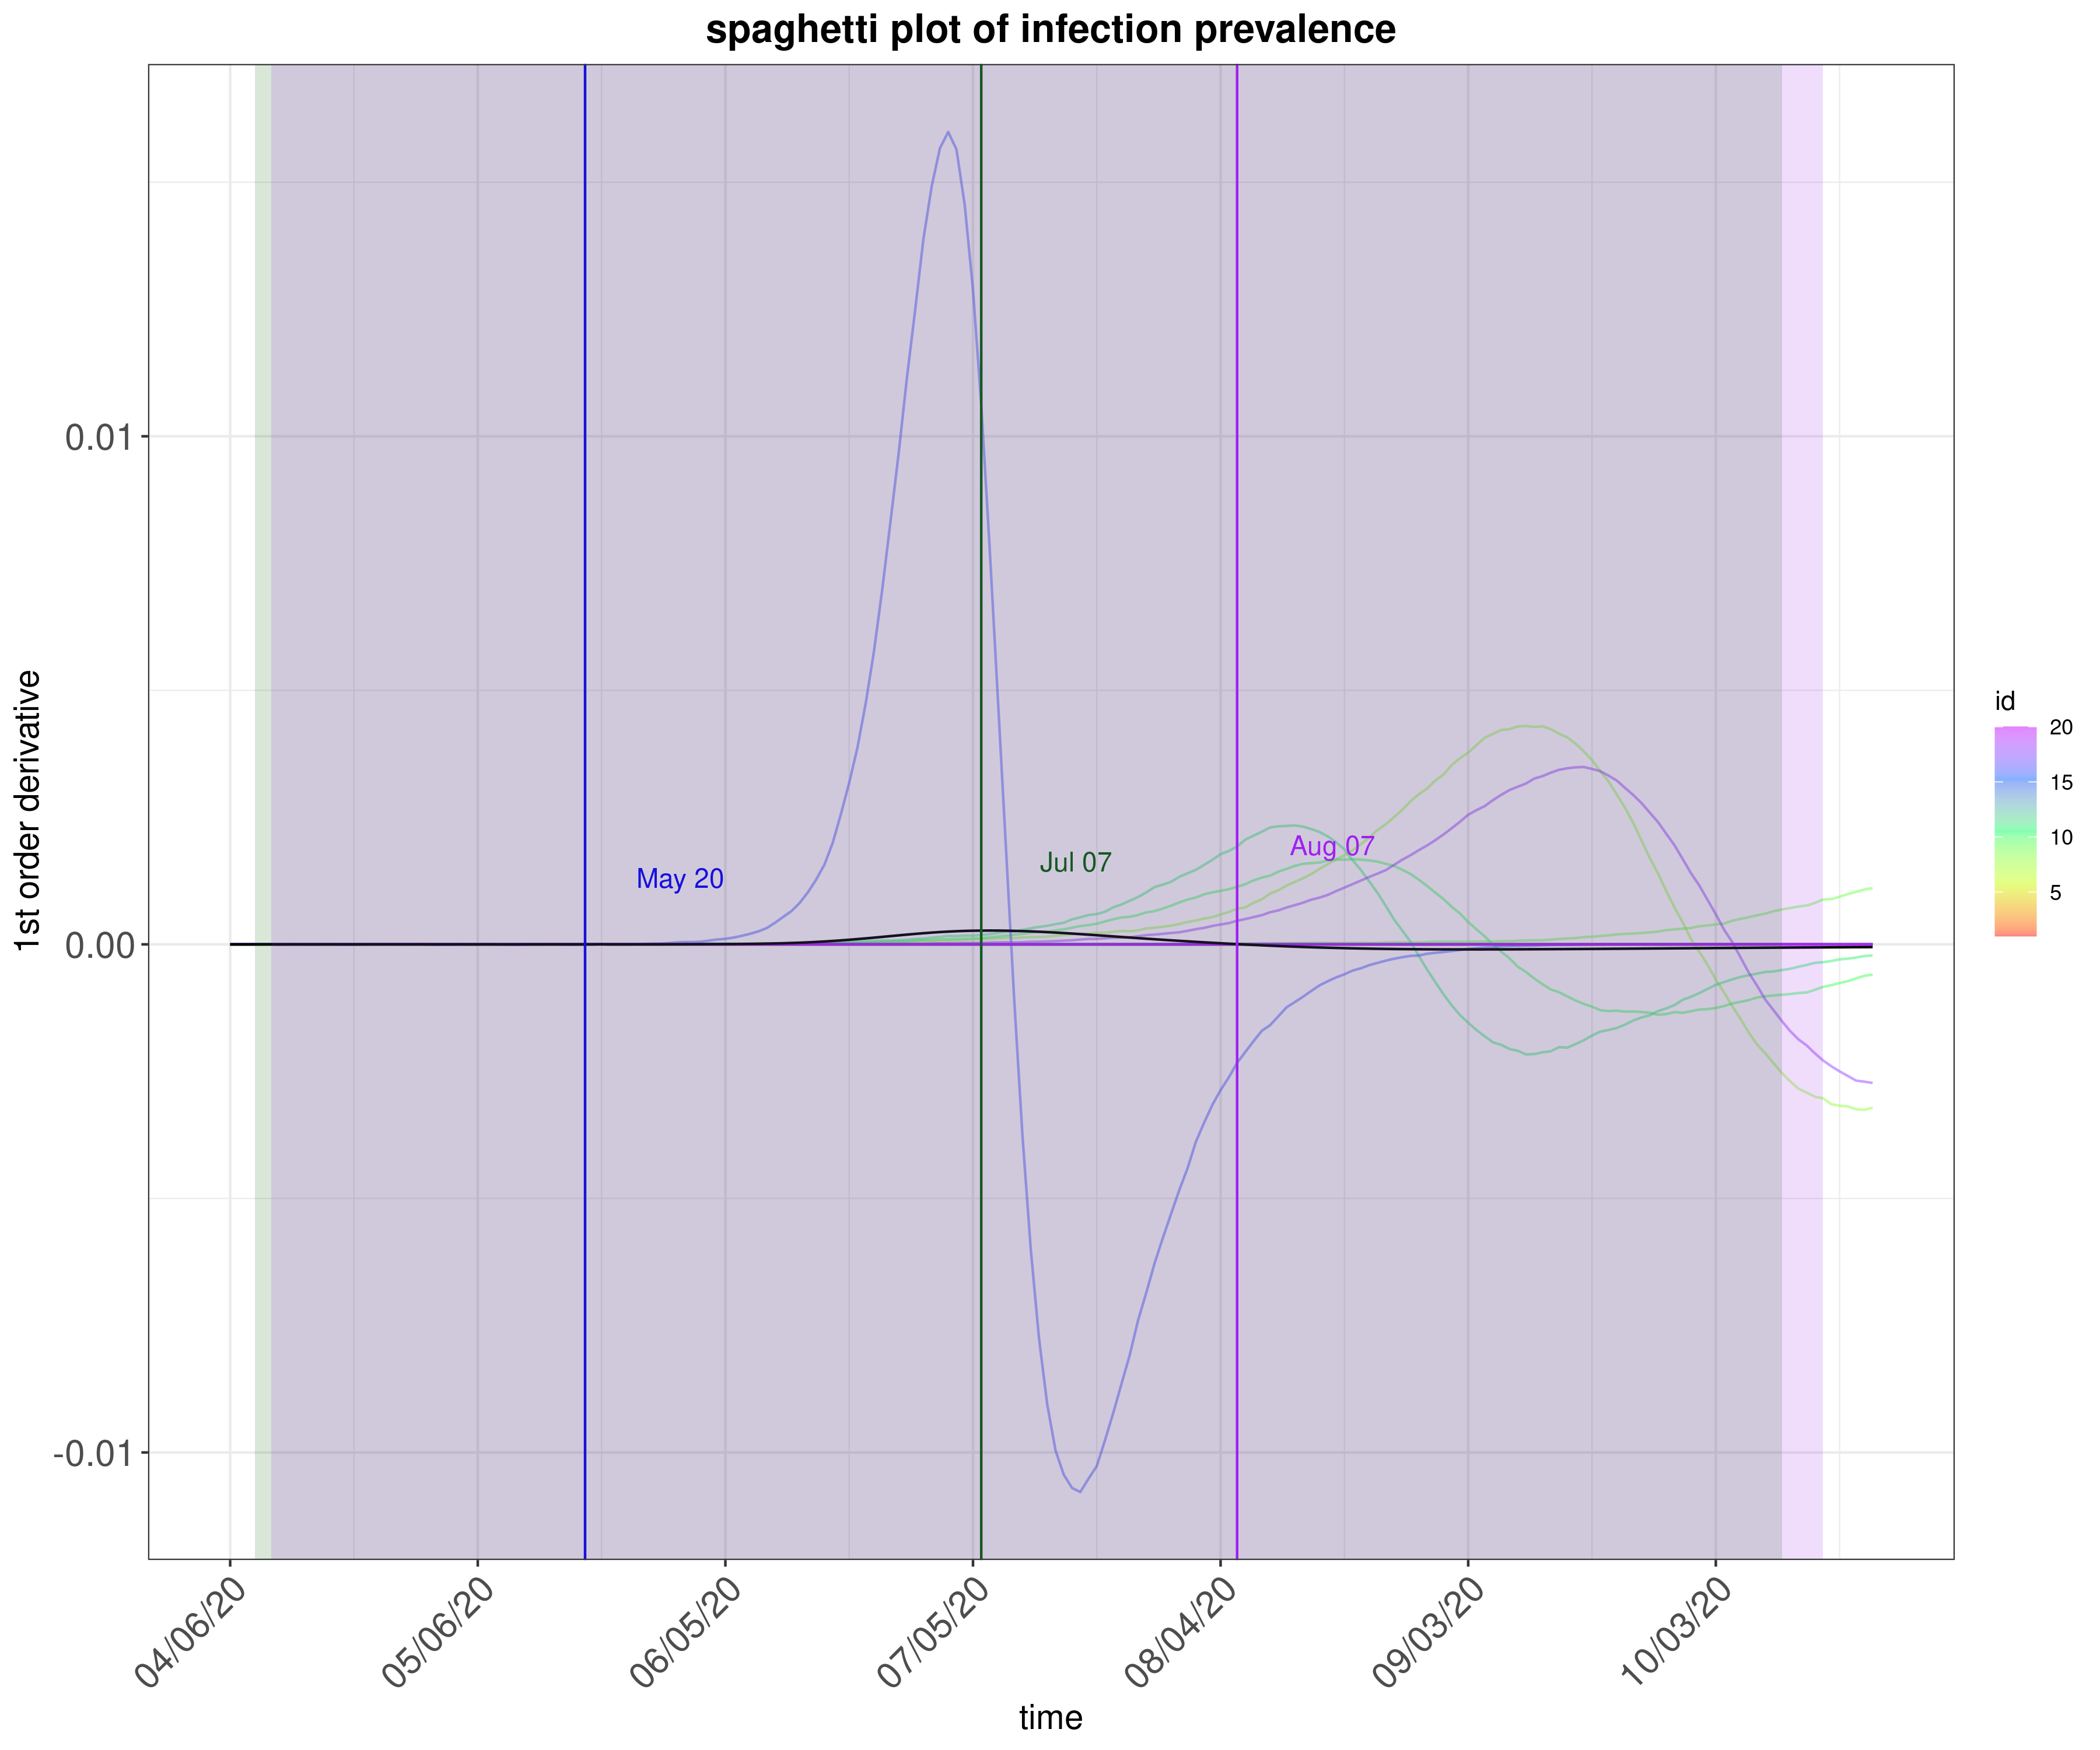 spaghetti plot of infection prevalence
1st order derivative
0.01
0.00
-0.01
May 20
Jul 07
Aug 07
04/06/20
05/06/20
06/05/20
07/05/20
08/04/20
09/03/20
10/03/20
time
id
20
15
10
5